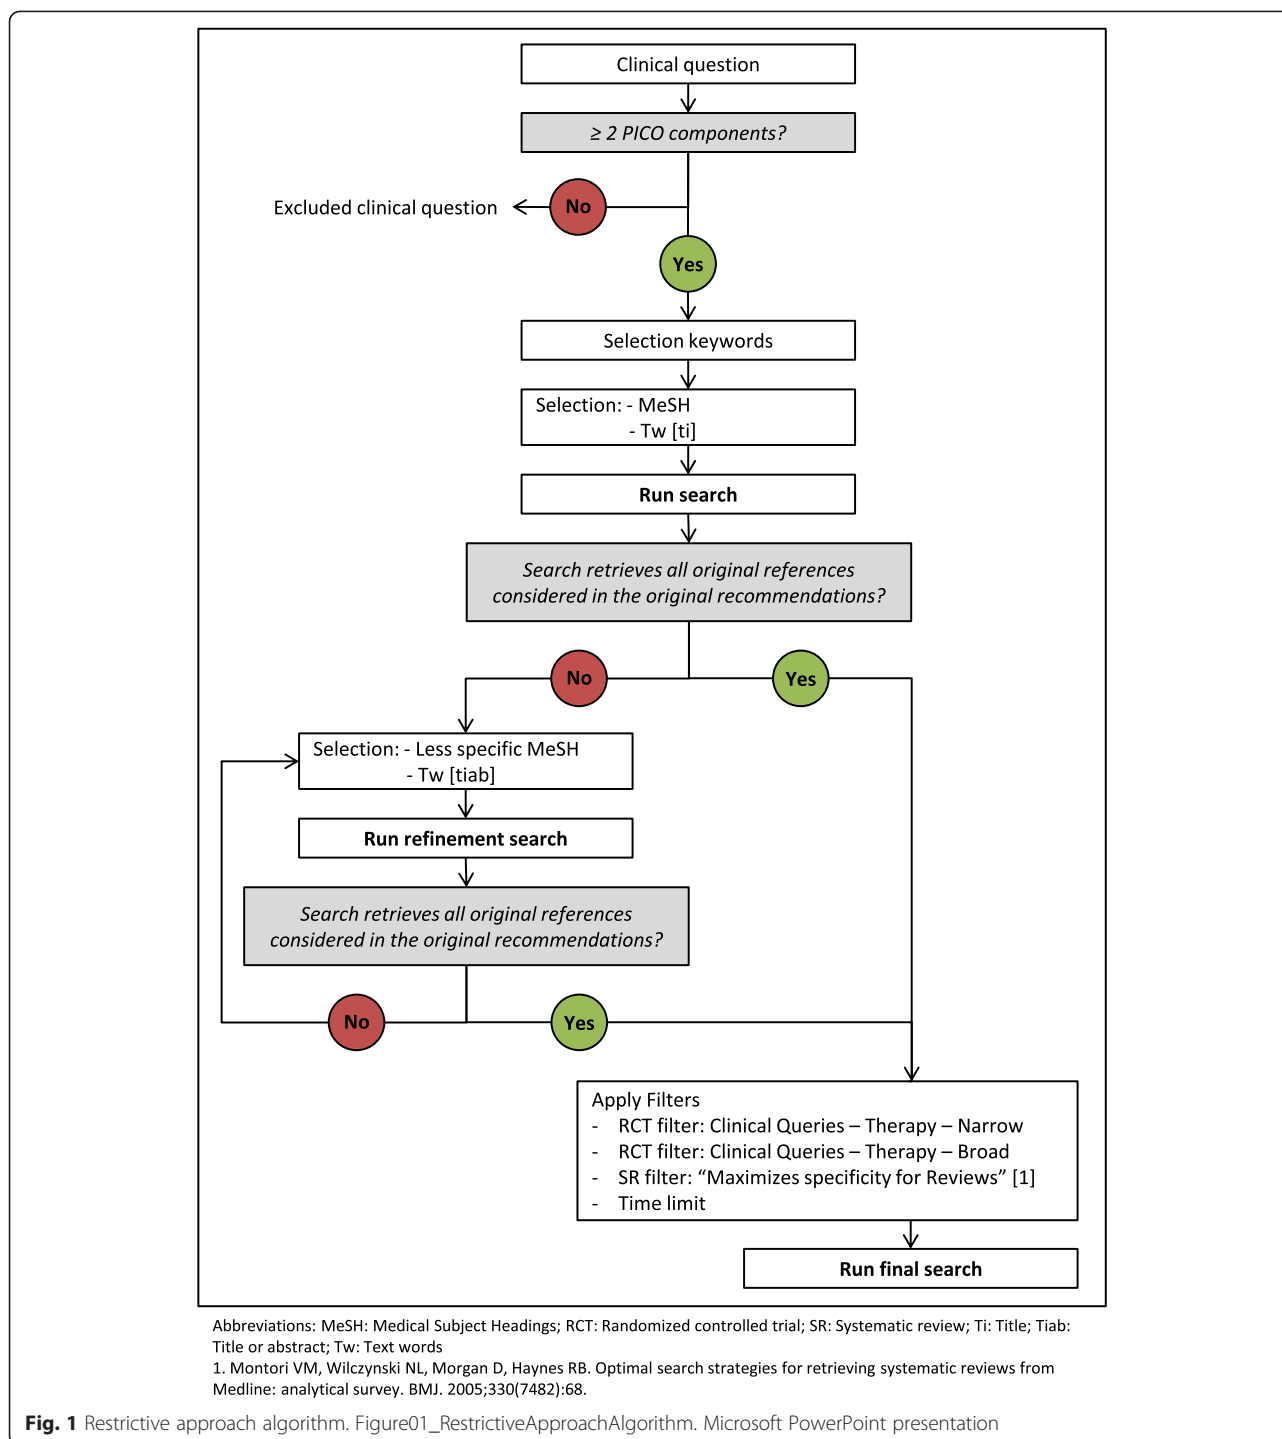 Clinical question
≥ 2 PICO components?
No
Excluded clinical question
Yes
Selection keywords
Selection: - MeSH
- Tw [ti]
Run search
Search retrieves all original references
considered in the original recommendations?
No
Yes
Selection: - Less specific MeSH
- Tw [tiab]
Run refinement search
Search retrieves all original references
considered in the original recommendations?
No
Yes
Apply Filters
- RCT filter: Clinical Queries – Therapy – Narrow
- RCT filter: Clinical Queries – Therapy – Broad
- SR filter: “Maximizes specificity for Reviews” [1]
- Time limit
Run final search
Abbreviations: MeSH: Medical Subject Headings; RCT: Randomized controlled trial; SR: Systematic review; Ti: Title; Tiab:
Title or abstract; Tw: Text words
1. Montori VM, Wilczynski NL, Morgan D, Haynes RB. Optimal search strategies for retrieving systematic reviews from
Medline: analytical survey. BMJ. 2005;330(7482):68.
Fig. 1 Restrictive approach algorithm. Figure01_RestrictiveApproachAlgorithm. Microsoft PowerPoint presentation